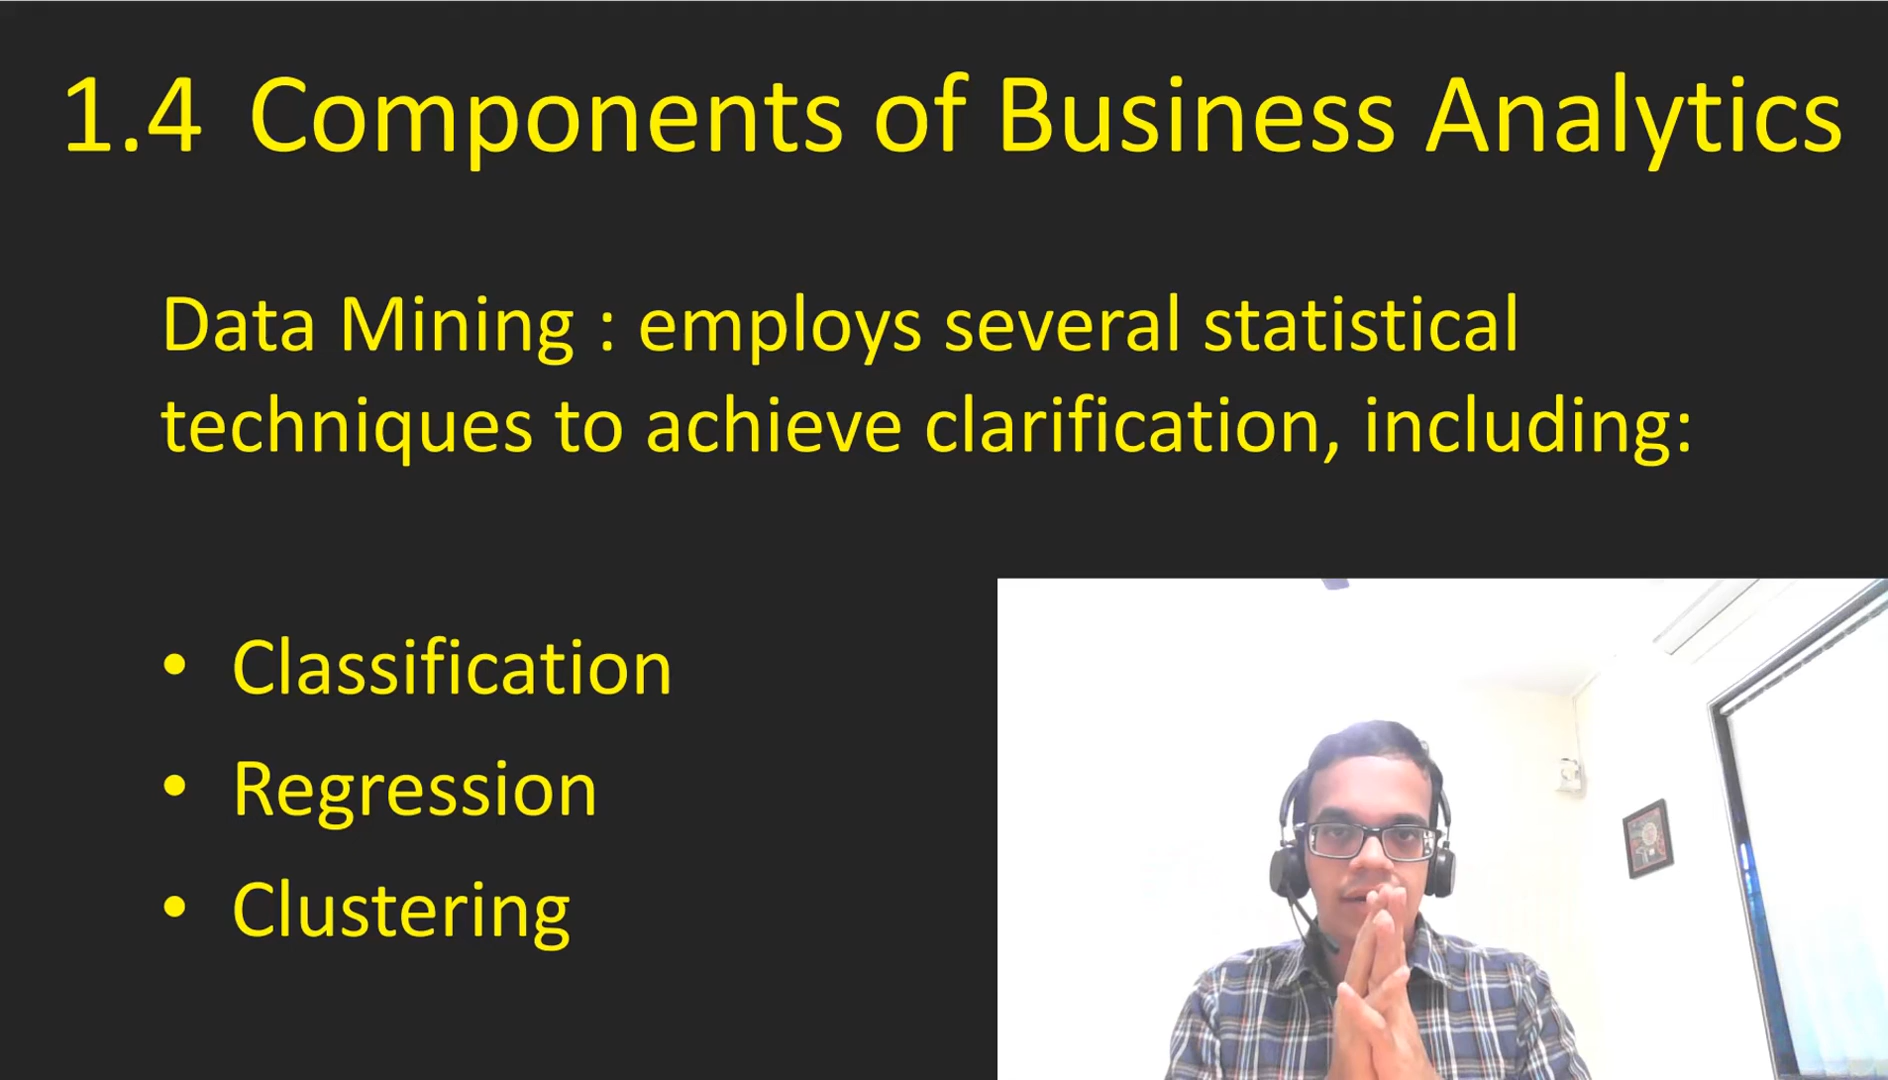 1.4 Components of Business Analytics
Data Mining : employs several statistical
techniques to achieve clarification, including:
• Classification
• Regression
• Clustering